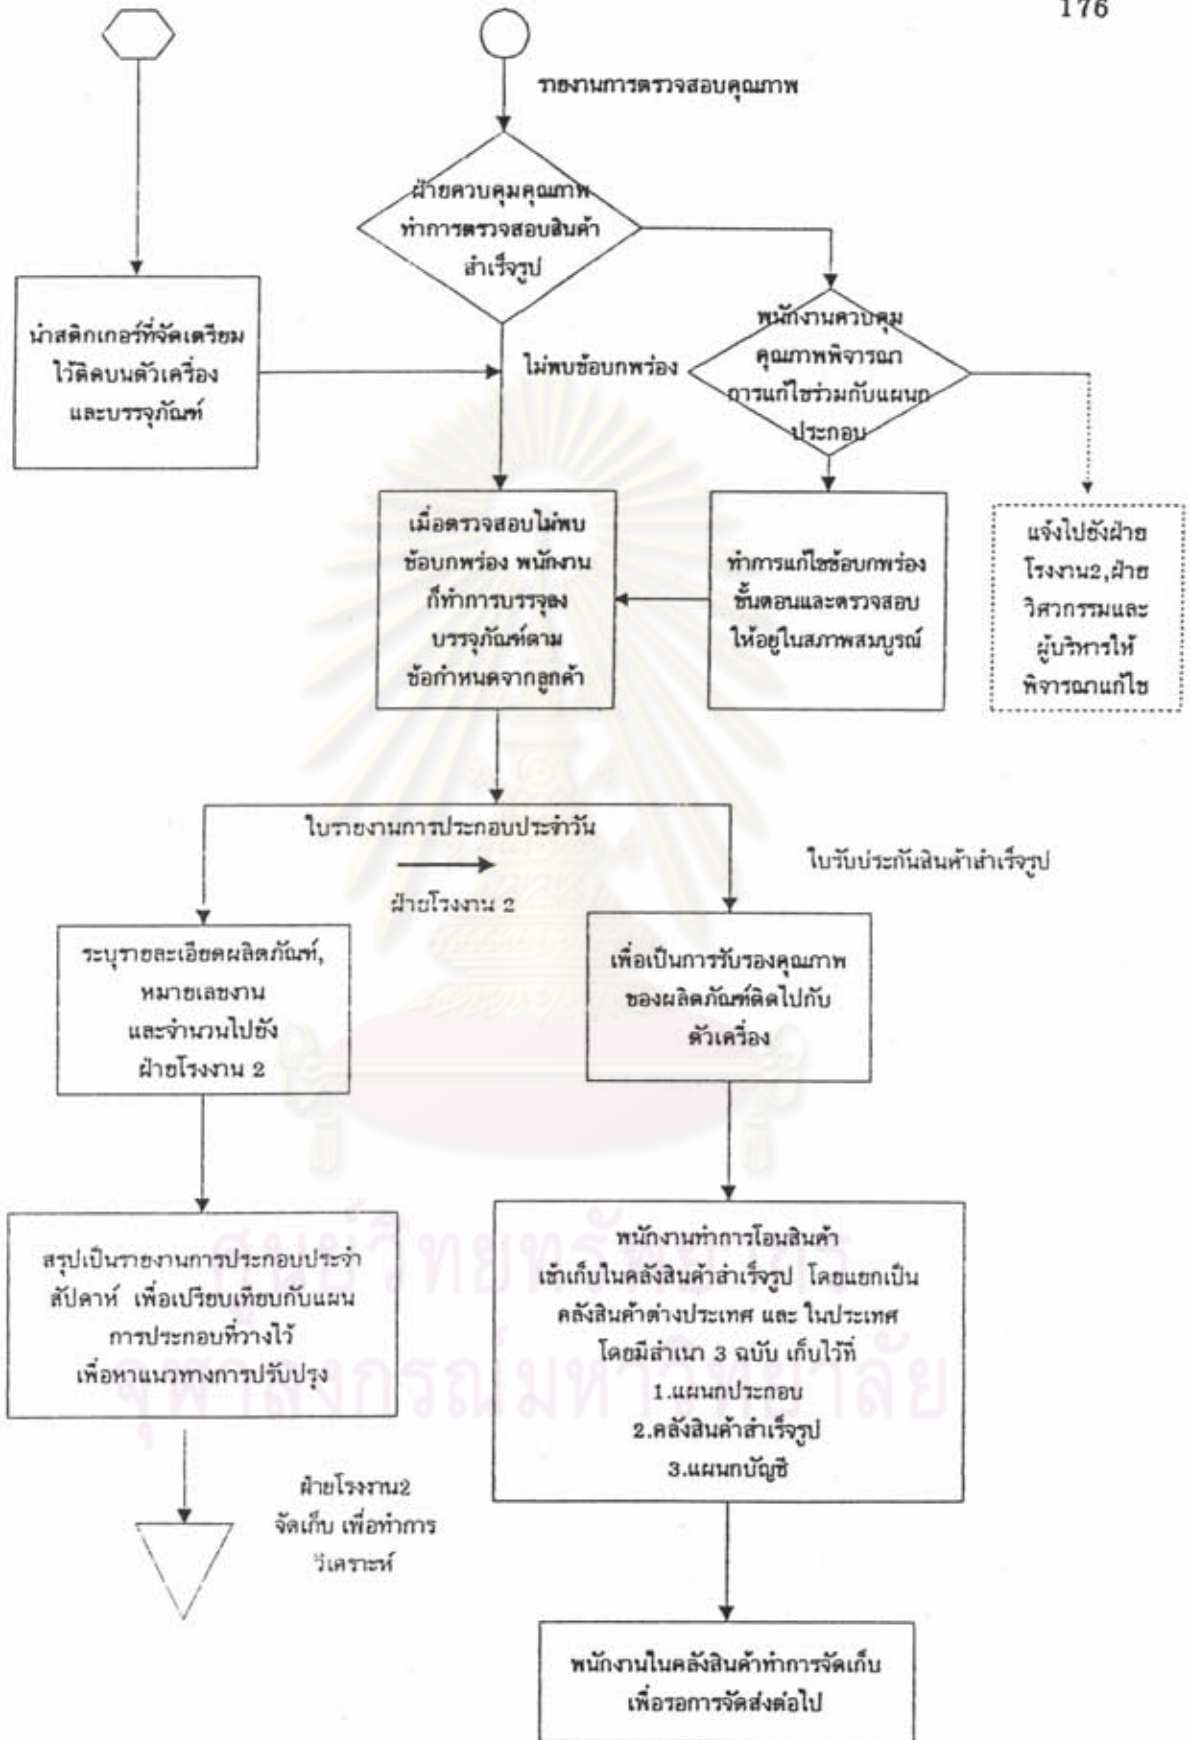 176
รายงานการตรวจสอบคุณภาพ
ฝ่ายควบคุมคุณภาพ
ทำการตรวจสอบสินค้า
สำเร็จรูป
นำสติกเกอร์ที่จัดเตรียม
ไว้ติดบนตัวเครื่อง
และบรรจุภัณฑ์
ไม่พบข้อบกพร่อง
พนักงานควบคุม
คุณภาพพิจารณา
การแก้ไขร่วมกับแผนก
ประกอบ
เมื่อตรวจสอบไม่พบ
ข้อบกพร่อง พนักงาน
ก็ทำการบรรจุลง
บรรจุภัณฑ์ตาม
ข้อกำหนดจากลูกค้า
ทำการแก้ไขข้อบกพร่อง
ขั้นตอนและตรวจสอบ
ให้อยู่ในสภาพสมบูรณ์
แจ้งไปยังฝ่าย
โรงงาน2,ฝ่าย
วิศวกรรมและ
ผู้บริหารให้
พิจารณาแก้ไข
ใบรายงานการประกอบประจำวัน
ฝ่ายโรงงาน 2
ใบรับประกันสินค้าสำเร็จรูป
ระบุรายละเอียดผลิตภัณฑ์,
หมายเลขงาน
และจำนวนไปยัง
ฝ่ายโรงงาน 2
เพื่อเป็นการรับรองคุณภาพ
ของผลิตภัณฑ์ติดไปกับ
ตัวเครื่อง
สรุปเป็นรายงานการประกอบประจำ
สัปดาห์ เพื่อเปรียบเทียบกับแผน
การประกอบที่วางไว้
เพื่อหาแนวทางการปรับปรุง
พนักงานทำการโอนสินค้า
เข้าเก็บในคลังสินค้าสำเร็จรูป โดยแยกเป็น
คลังสินค้าต่างประเทศ และ ในประเทศ
โดยมีสำเนา 3 ฉบับ เก็บไว้ที่
1.แผนกประกอบ
2.คลังสินค้าสำเร็จรูป
3.แผนกบัญชี
ศูนย์วิทยทรัพยากร
จุฬาลงกรณ์มหาวิทยาลัย
ฝ่ายโรงงาน2
จัดเก็บ เพื่อทำการ
วิเคราะห์
พนักงานในคลังสินค้าทำการจัดเก็บ
เพื่อรอการจัดส่งต่อไป